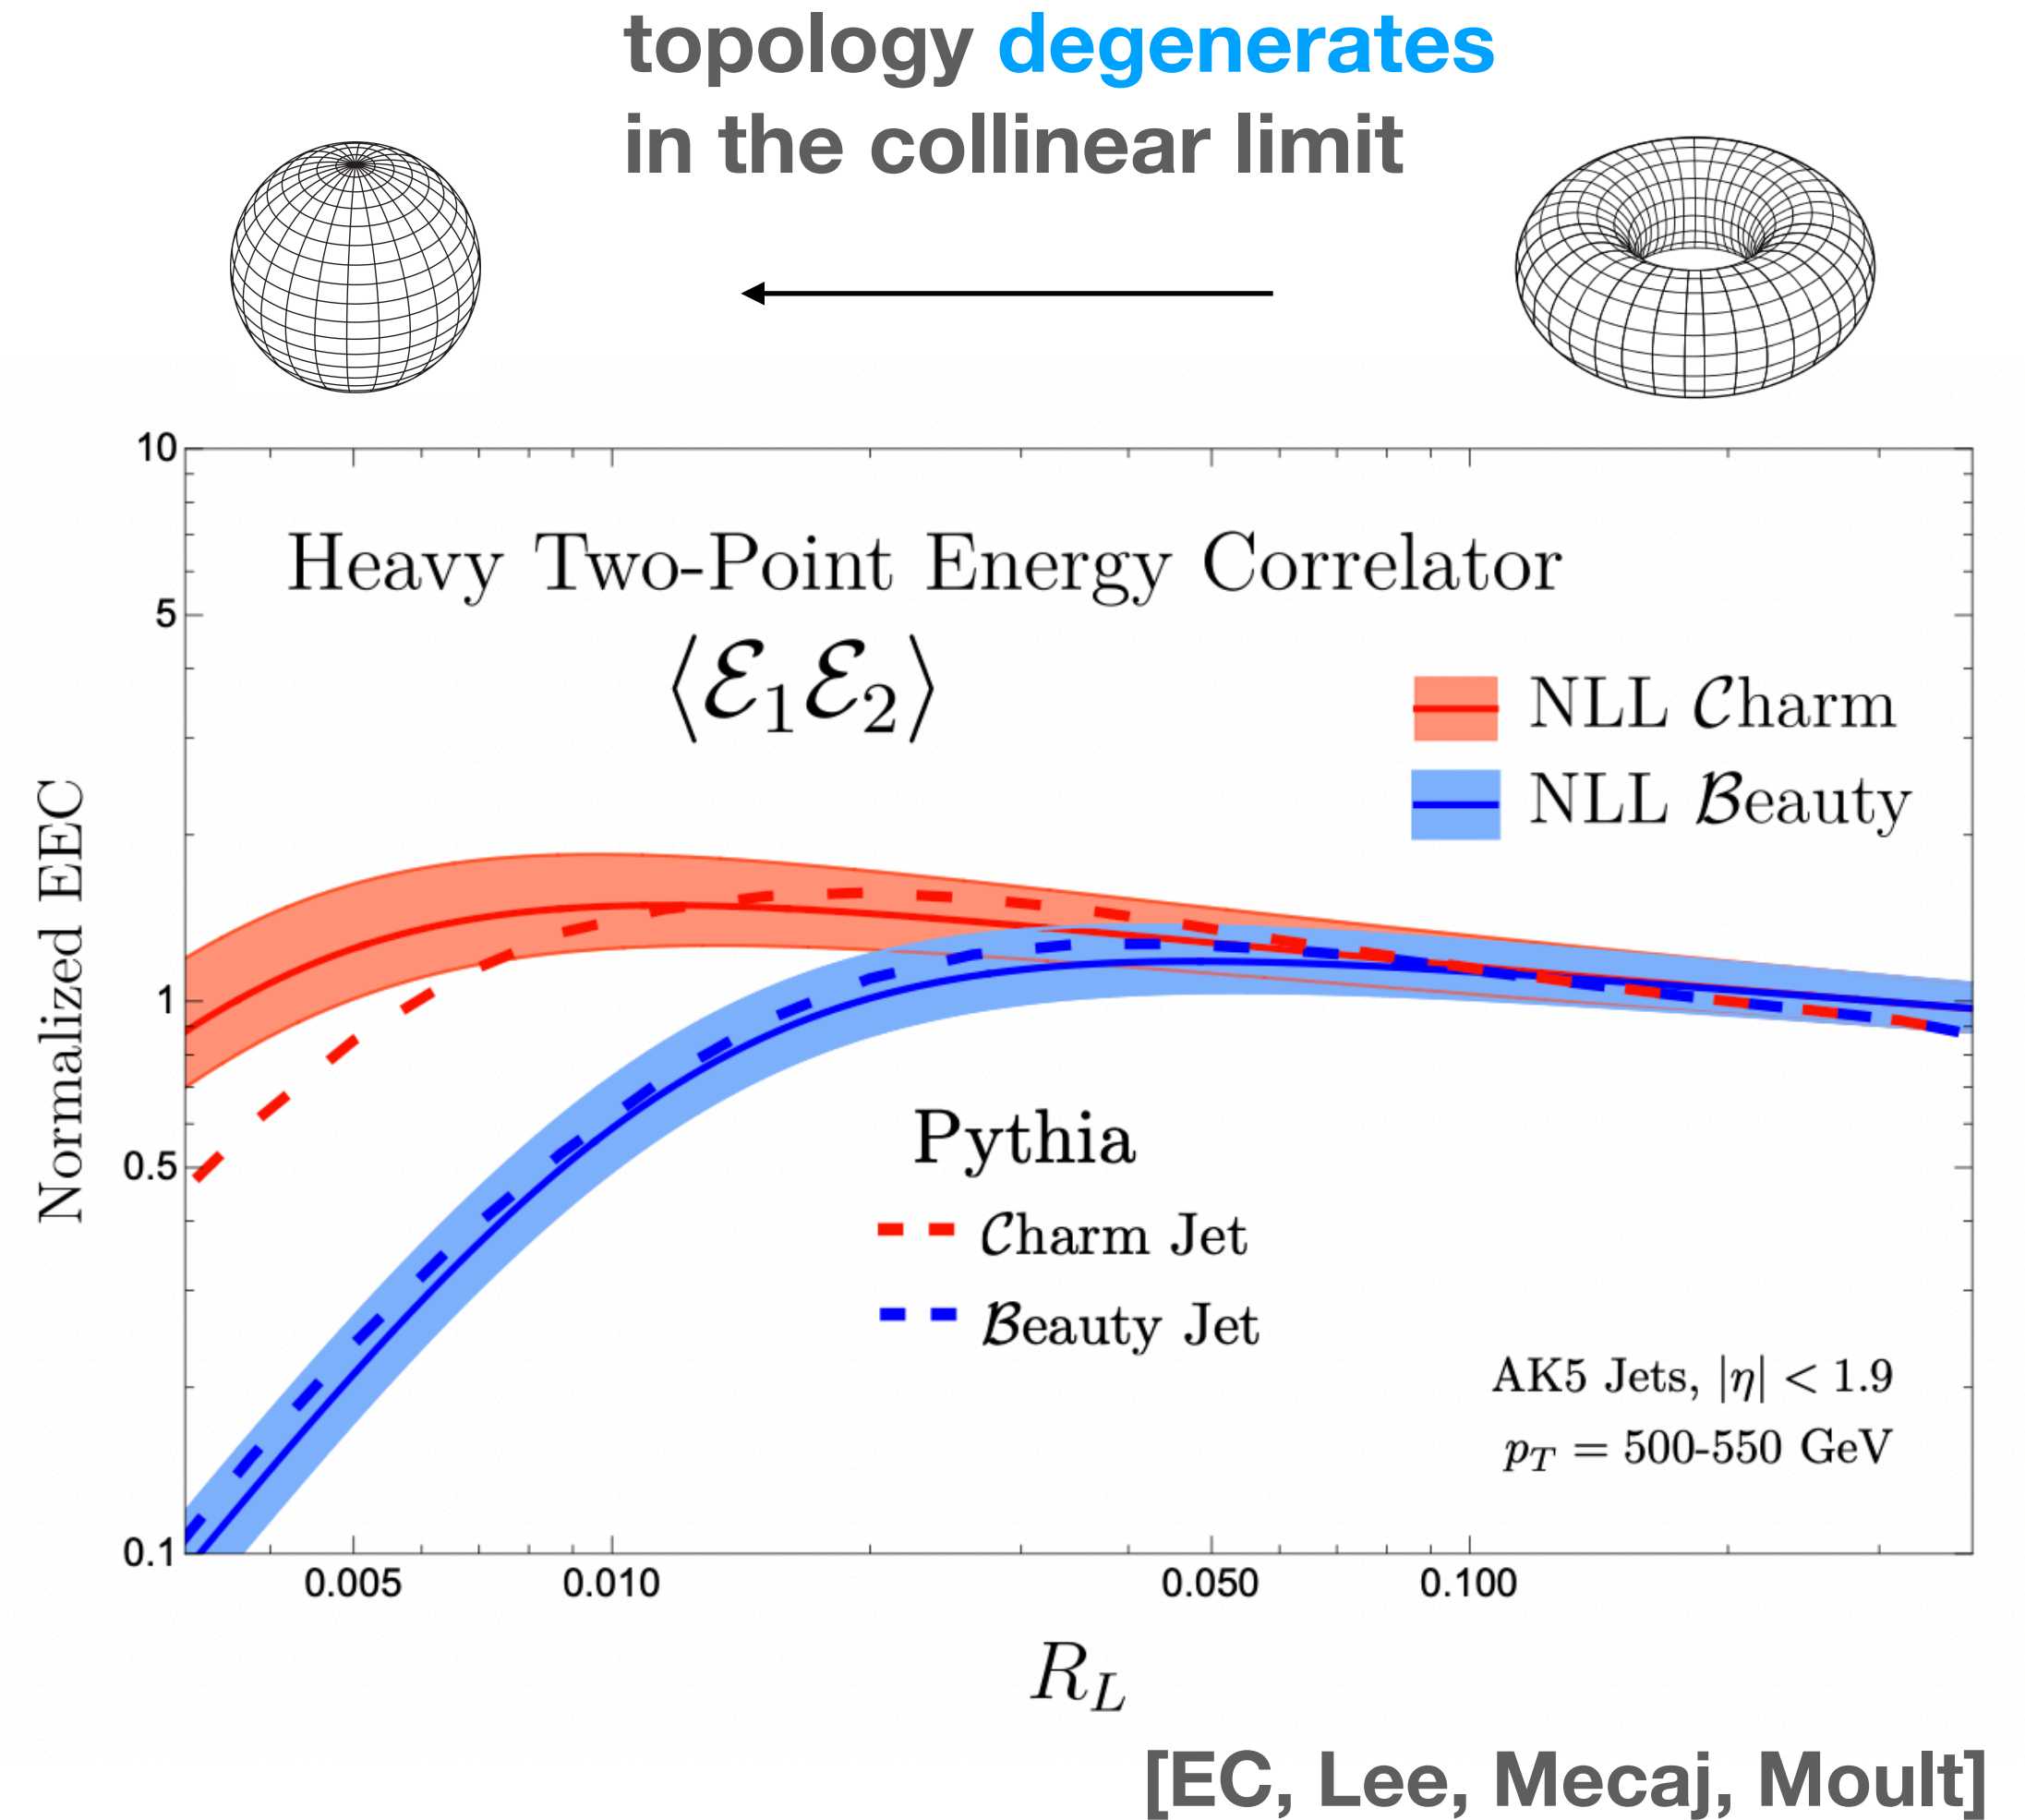 topology degenerates
in the collinear limit
10
5
1
0.5
0.1
Normalized EEC
Heavy Two-Point Energy Correlator
⟨ℰ₁ℰ₂⟩
NLL Charm
NLL Beauty
Pythia
Charm Jet
Beauty Jet
AK5 Jets, |η| < 1.9
p_T = 500-550 GeV
0.005 0.010 0.050 0.100
R_L
[EC, Lee, Mecaj, Moult]